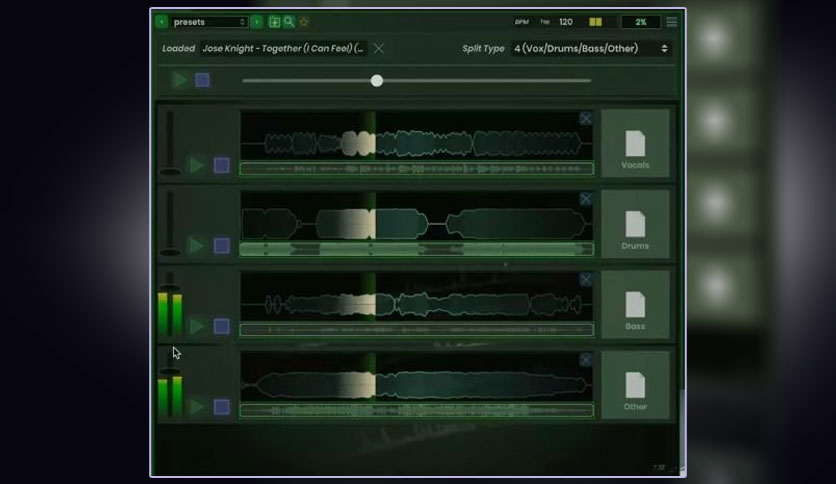 presets BPM Tap 120 2%
Loaded Jose Knight - Together (I Can Feel) (... Split Type 4 (Vox/Drums/Bass/Other)
Vocals
Drums
Bass
Other